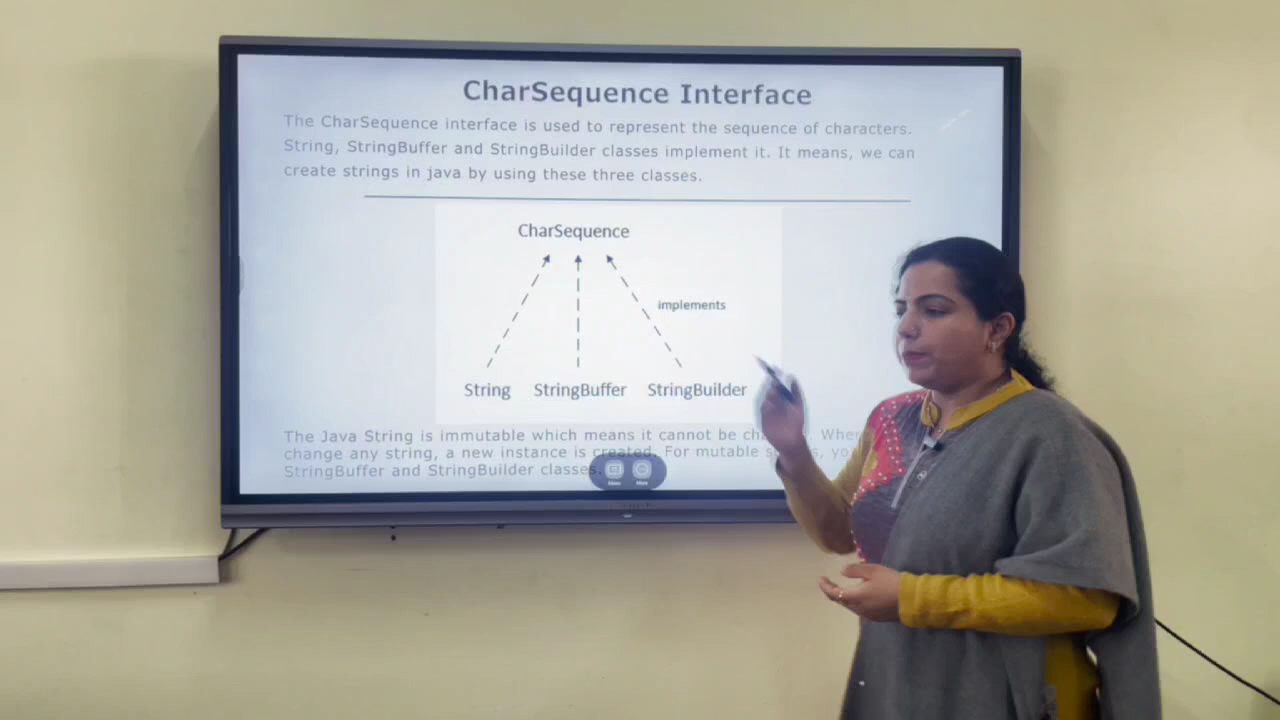 CharSequence Interface
The CharSequence interface is used to represent the sequence of characters.
String, StringBuffer and StringBuilder classes implement it. It means, we can
create strings in java by using these three classes.
CharSequence
implements
String StringBuffer StringBuilder
The Java String is immutable which means it cannot be
change any string, a new instance is created. For mutable
StringBuffer and StringBuilder classes.